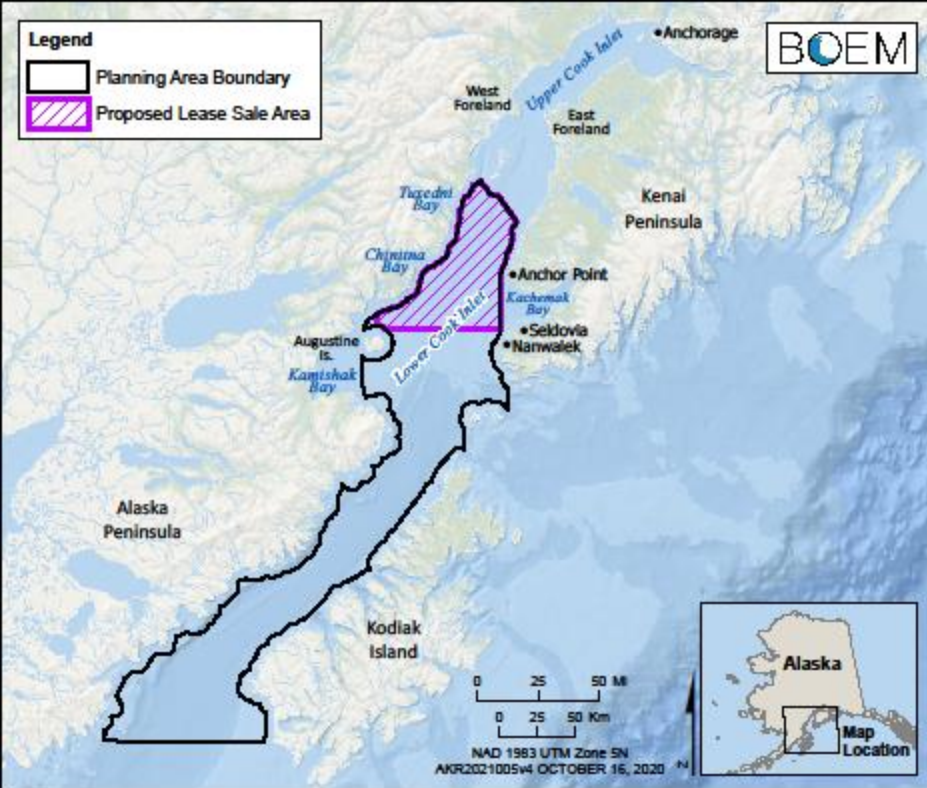 Legend
Planning Area Boundary
Proposed Lease Sale Area
BOEM
Anchorage
Upper Cook Inlet
West
Foreland
East
Foreland
Tuxedni
Bay
Kenai
Peninsula
Chinitna
Bay
Anchor Point
Kachemak
Bay
Lower Cook Inlet
Seldovia
Nanwalek
Augustine
Is.
Kamishak
Bay
Alaska
Peninsula
Kodiak
Island
0 25 50 Mi
0 25 50 Km
NAD 1983 UTM Zone 5N
AKR2021005v4 OCTOBER 16, 2020
N
Alaska
Map
Location